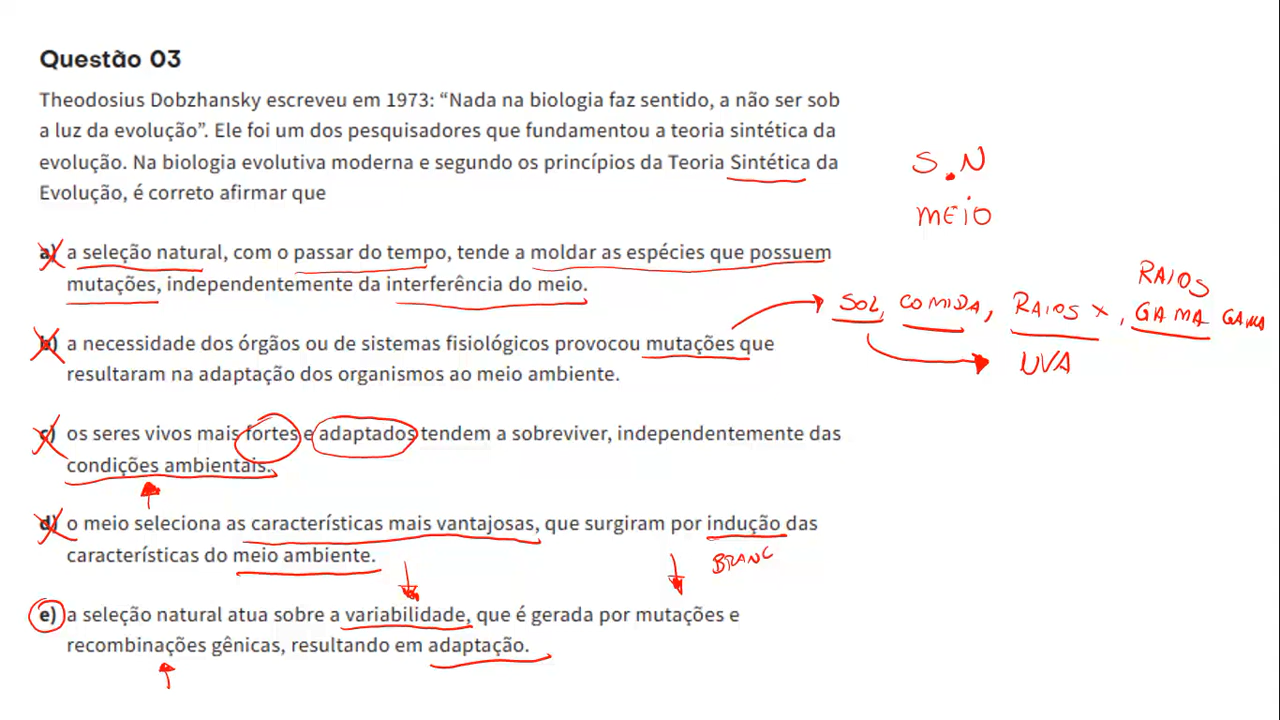 Questão 03
Theodosius Dobzhansky escreveu em 1973: “Nada na biologia faz sentido, a não ser sob
a luz da evolução”. Ele foi um dos pesquisadores que fundamentou a teoria sintética da
evolução. Na biologia evolutiva moderna e segundo os princípios da Teoria Sintética da
Evolução, é correto afirmar que
S.N
MEIO
a) a seleção natural, com o passar do tempo, tende a moldar as espécies que possuem
mutações, independentemente da interferência do meio.
RAIOS
SOL, COMIDA, RAIOS X, GAMA GAMA
b) a necessidade dos órgãos ou de sistemas fisiológicos provocou mutações que
resultaram na adaptação dos organismos ao meio ambiente.
UVA
c) os seres vivos mais fortes e adaptados tendem a sobreviver, independentemente das
condições ambientais.
d) o meio seleciona as características mais vantajosas, que surgiram por indução das
características do meio ambiente.
BRANC
e) a seleção natural atua sobre a variabilidade, que é gerada por mutações e
recombinações gênicas, resultando em adaptação.